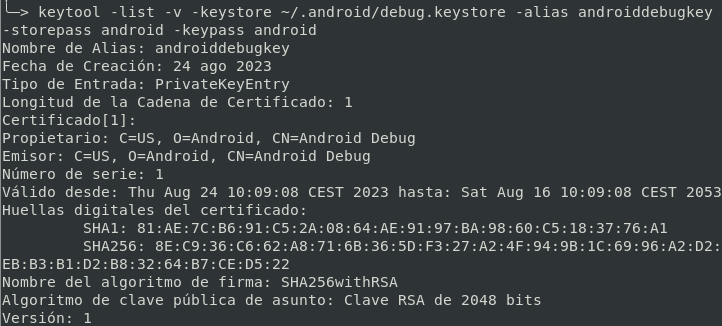 └─> keytool -list -v -keystore ~/.android/debug.keystore -alias androiddebugkey
-storepass android -keypass android
Nombre de Alias: androiddebugkey
Fecha de Creación: 24 ago 2023
Tipo de Entrada: PrivateKeyEntry
Longitud de la Cadena de Certificado: 1
Certificado[1]:
Propietario: C=US, O=Android, CN=Android Debug
Emisor: C=US, O=Android, CN=Android Debug
Número de serie: 1
Válido desde: Thu Aug 24 10:09:08 CEST 2023 hasta: Sat Aug 16 10:09:08 CEST 2053
Huellas digitales del certificado:
SHA1: 81:AE:7C:B6:91:C5:2A:08:64:AE:91:97:BA:98:60:C5:18:37:76:A1
SHA256: 8E:C9:36:C6:62:A8:71:6B:36:5D:F3:27:A2:4F:94:9B:1C:69:96:A2:D2:
EB:B3:B1:D2:B8:32:64:B7:CE:D5:22
Nombre del algoritmo de firma: SHA256withRSA
Algoritmo de clave pública de asunto: Clave RSA de 2048 bits
Versión: 1